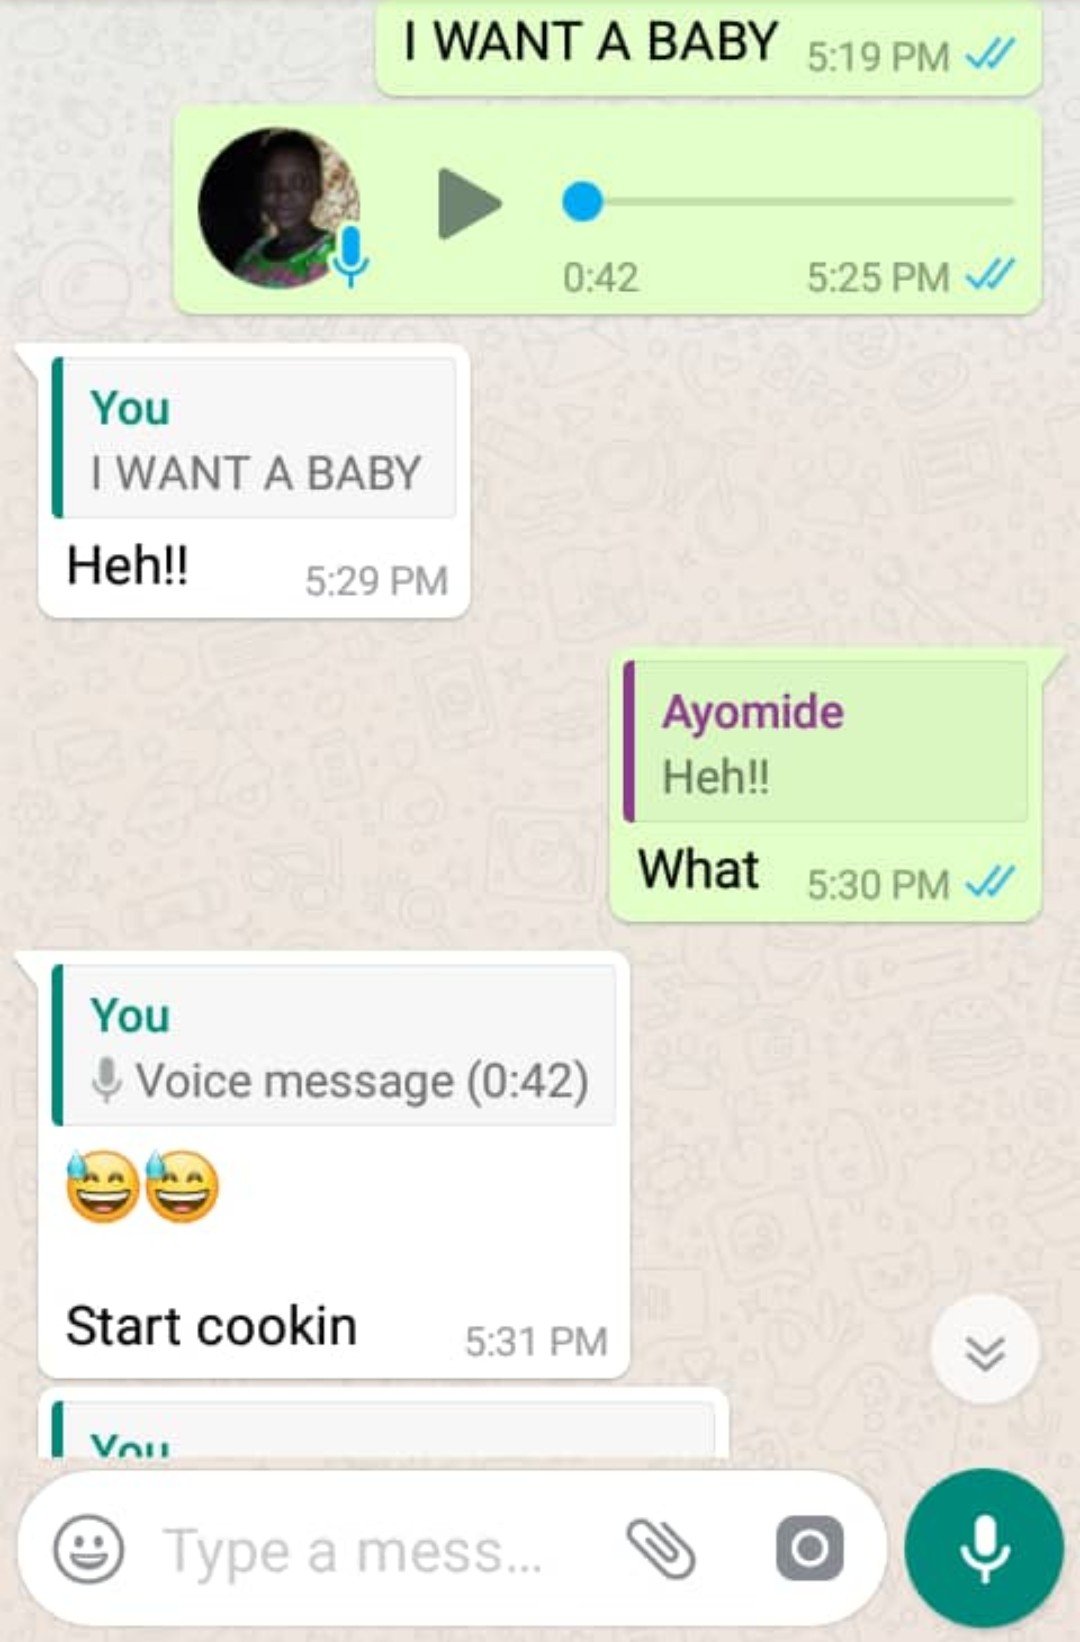 I WANT A BABY 5:19 PM
0:42 5:25 PM
You
I WANT A BABY
Heh!! 5:29 PM
Ayomide
Heh!!
What 5:30 PM
You
Voice message (0:42)
😅😅
Start cookin 5:31 PM
You
Type a mess...